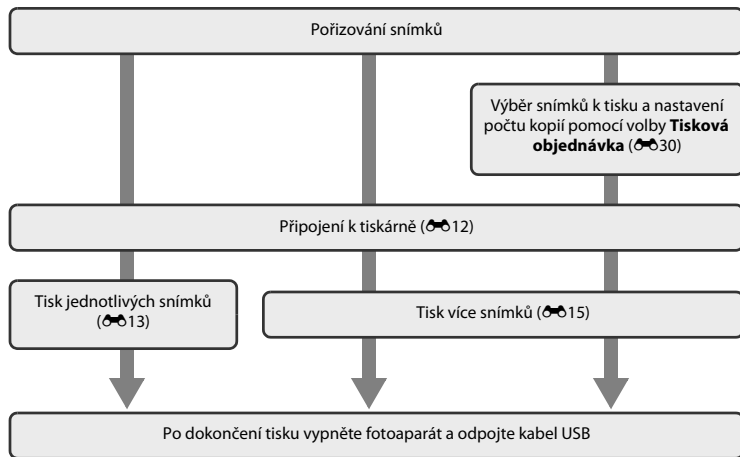 Pořizování snímků
Výběr snímků k tisku a nastavení
počtu kopií pomocí volby Tisková
objednávka (30)
Připojení k tiskárně (12)
Tisk jednotlivých snímků
(13)
Tisk více snímků (15)
Po dokončení tisku vypněte fotoaparát a odpojte kabel USB